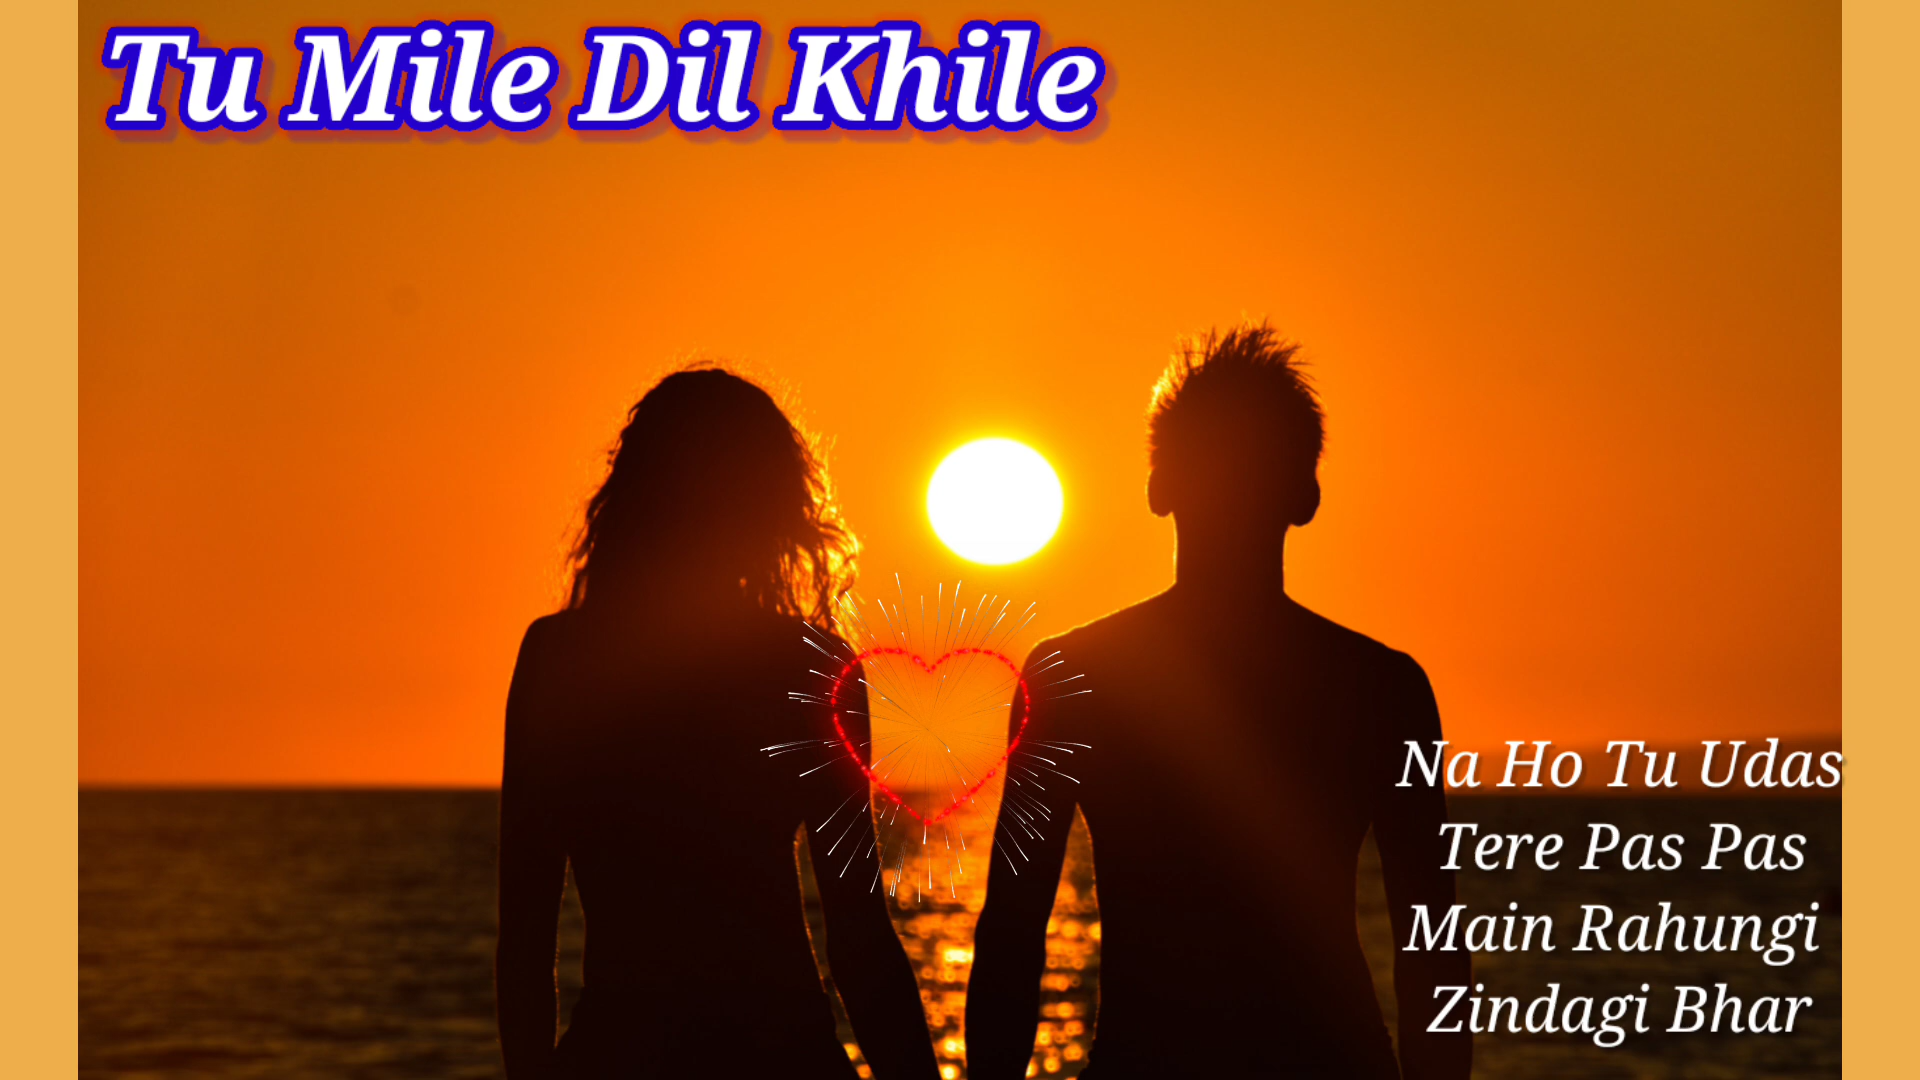 Tu Mile Dil Khile
Na Ho Tu Udas
Tere Pas Pas
Main Rahungi
Zindagi Bhar